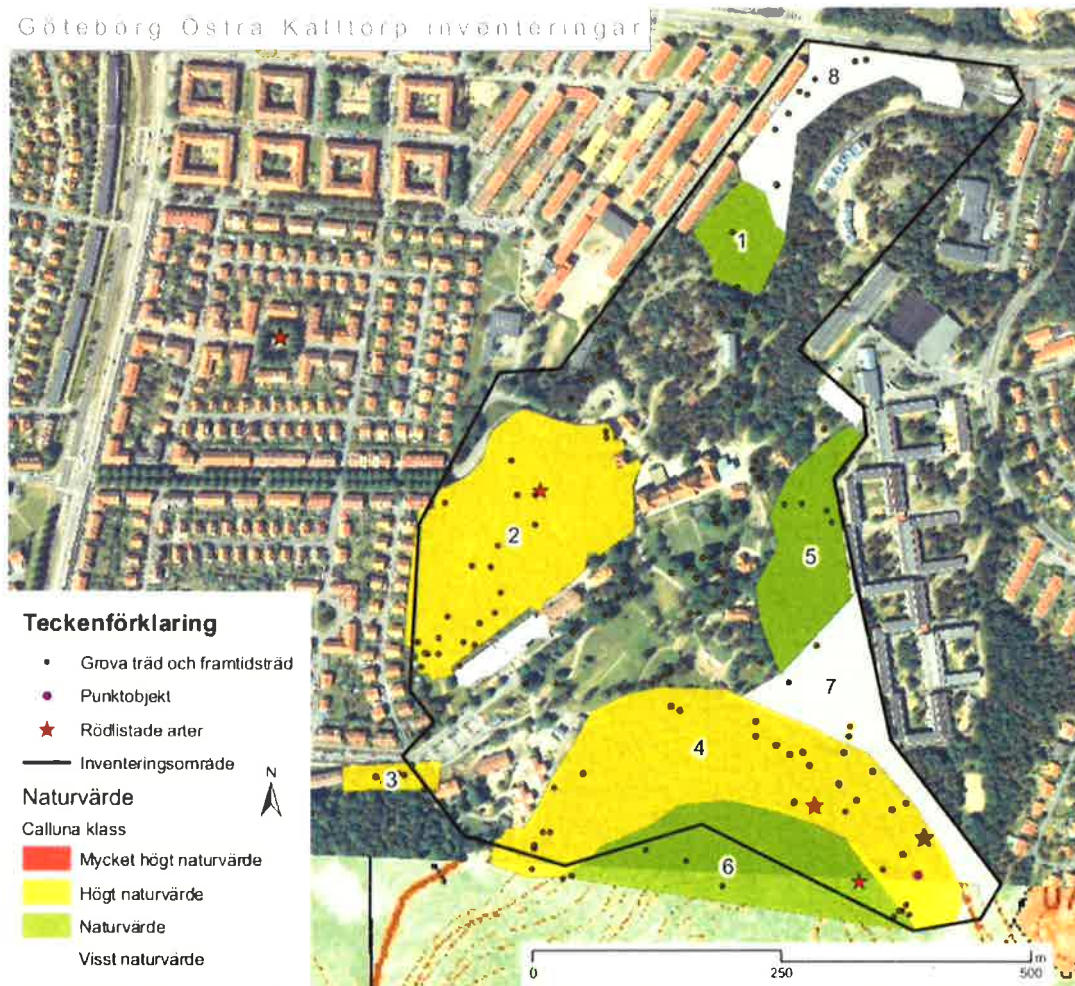 Göteborg Östra Kålltorp inventeringar
8
1
2
5
7
4
3
6
Teckenförklaring
Grova träd och framtidsträd
Punktobjekt
Rödlistade arter
Inventeringsområde
N
Naturvärde
Calluna klass
Mycket högt naturvärde
Högt naturvärde
Naturvärde
Visst naturvärde
0 250 500 m